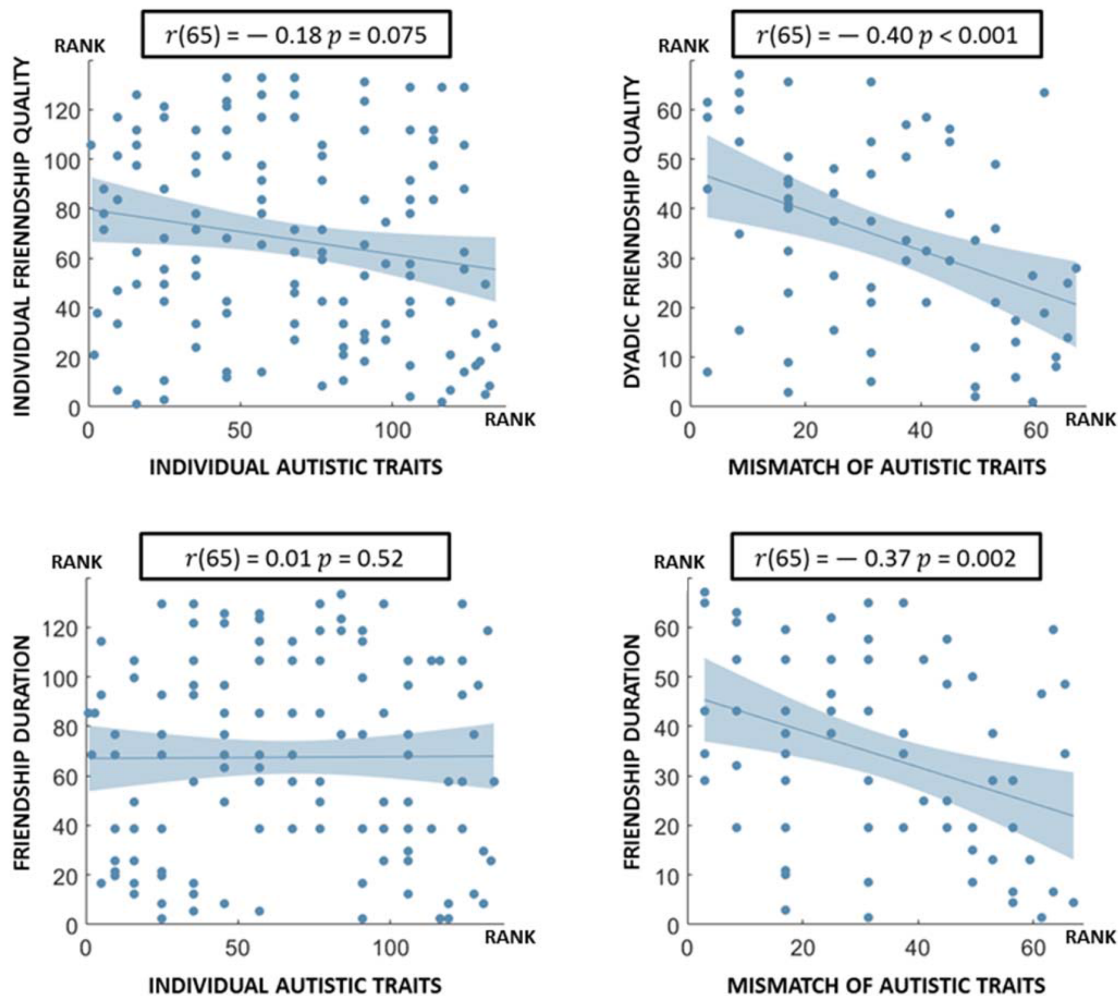 r(65) = — 0.18 p = 0.075
RANK
INDIVIDUAL FRIENNDSHIP QUALITY
120
100
80
60
40
20
0
0 50 100
RANK
INDIVIDUAL AUTISTIC TRAITS
r(65) = — 0.40 p < 0.001
RANK
DYADIC FRIENNDSHIP QUALITY
60
50
40
30
20
10
0
0 20 40 60
RANK
MISMATCH OF AUTISTIC TRAITS
r(65) = 0.01 p = 0.52
RANK
FRIENDSHIP DURATION
120
100
80
60
40
20
0
0 50 100
RANK
INDIVIDUAL AUTISTIC TRAITS
r(65) = — 0.37 p = 0.002
RANK
FRIENDSHIP DURATION
60
50
40
30
20
10
0
0 20 40 60
RANK
MISMATCH OF AUTISTIC TRAITS